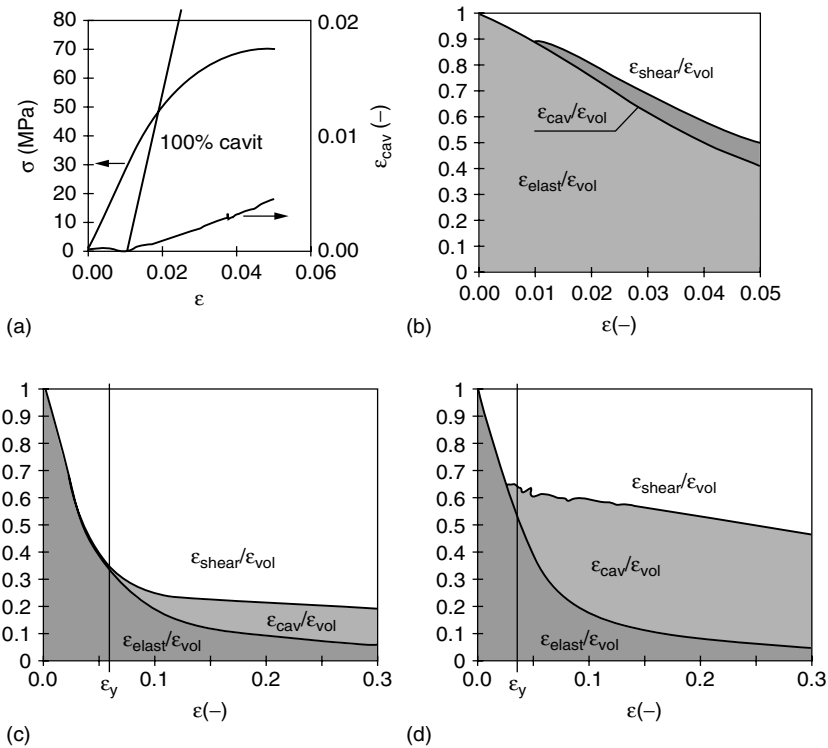 80
70
60
50
40
30
20
10
0
σ (MPa)
0.02
0.01
0.00
ε_cav (–)
100% cavit
0.00 0.02 0.04 0.06
ε
(a)
1
0.9
0.8
0.7
0.6
0.5
0.4
0.3
0.2
0.1
0
ε_shear/ε_vol
ε_cav/ε_vol
ε_elast/ε_vol
0.00 0.01 0.02 0.03 0.04 0.05
ε(–)
(b)
1
0.9
0.8
0.7
0.6
0.5
0.4
0.3
0.2
0.1
0
ε_shear/ε_vol
ε_cav/ε_vol
ε_elast/ε_vol
0.0 ε_y 0.1 0.2 0.3
ε(–)
(c)
1
0.9
0.8
0.7
0.6
0.5
0.4
0.3
0.2
0.1
0
ε_shear/ε_vol
ε_cav/ε_vol
ε_elast/ε_vol
0.0 ε_y 0.1 0.2 0.3
ε(–)
(d)